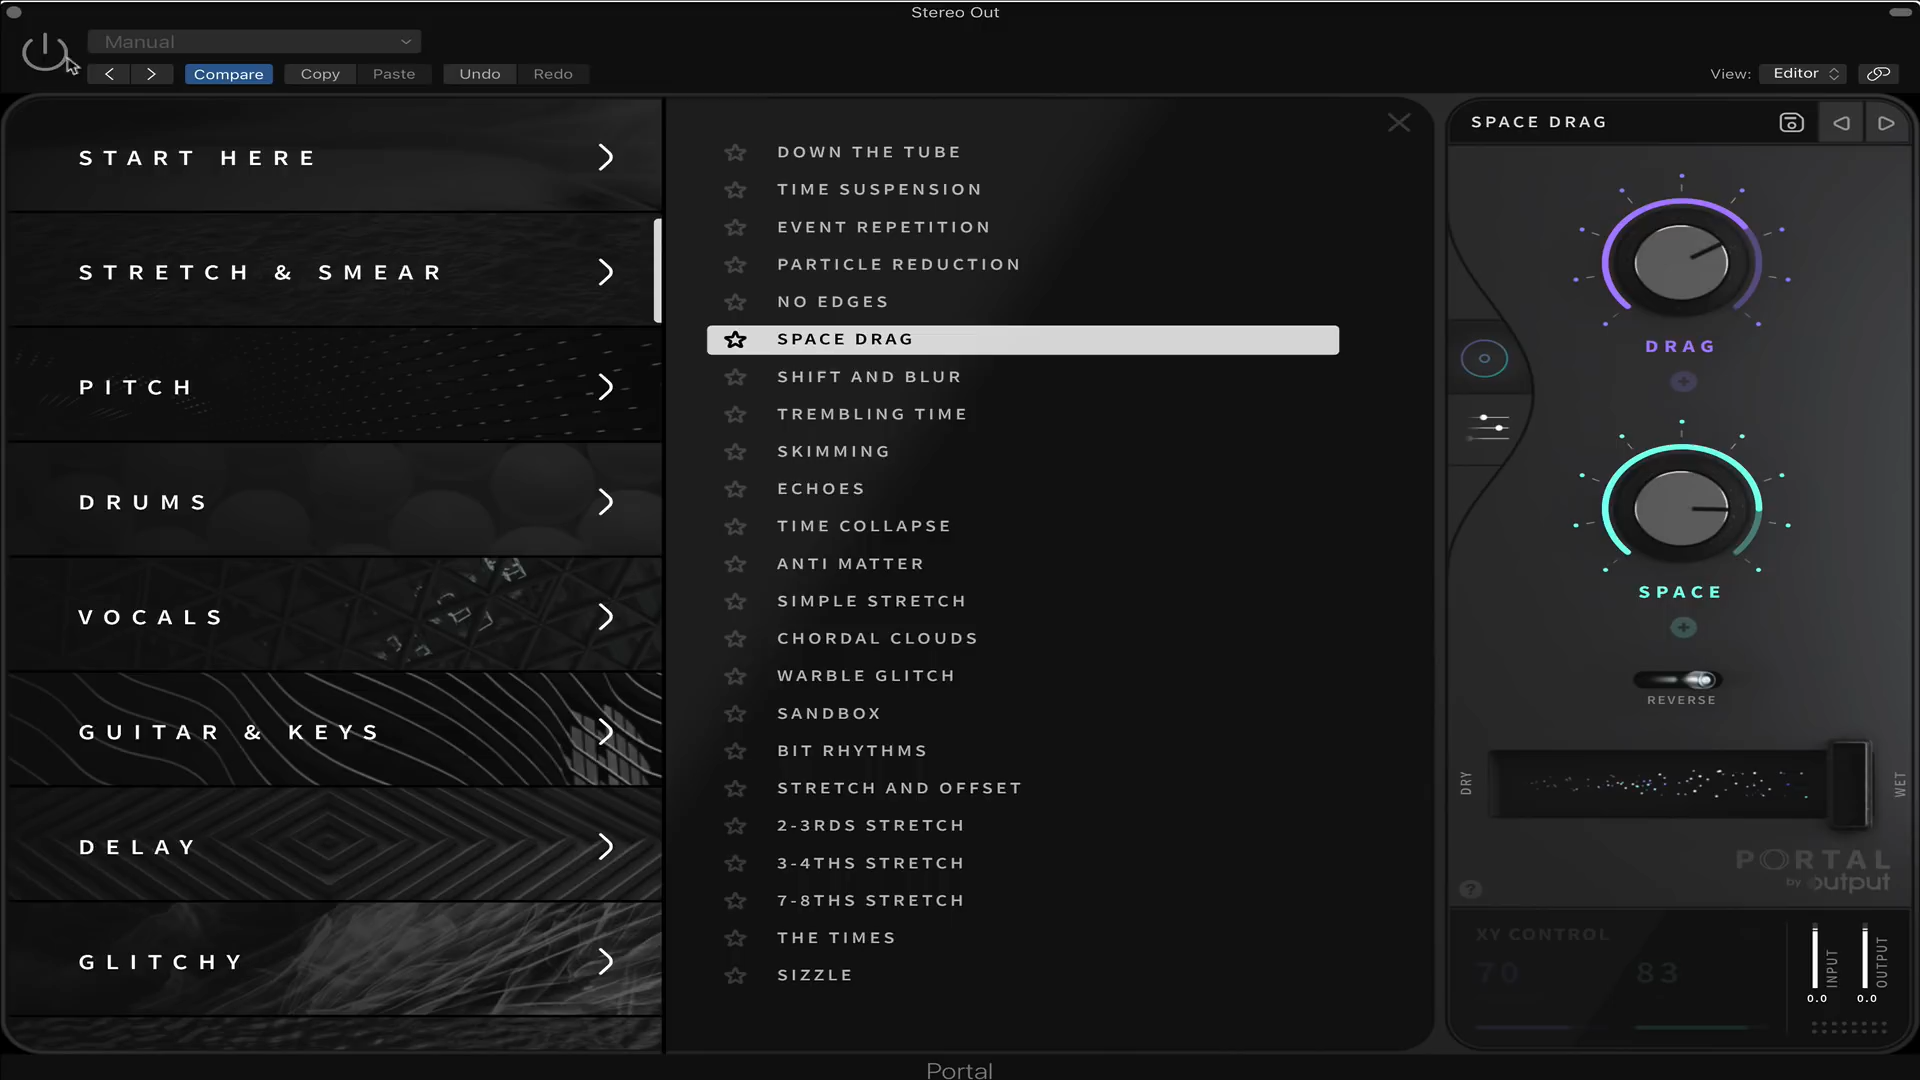 Stereo Out
Manual
Compare
Copy
Paste
Undo
Redo
View:
Editor
START HERE
STRETCH & SMEAR
PITCH
DRUMS
VOCALS
GUITAR & KEYS
DELAY
GLITCHY
DOWN THE TUBE
TIME SUSPENSION
EVENT REPETITION
PARTICLE REDUCTION
NO EDGES
SPACE DRAG
SHIFT AND BLUR
TREMBLING TIME
SKIMMING
ECHOES
TIME COLLAPSE
ANTI MATTER
SIMPLE STRETCH
CHORDAL CLOUDS
WARBLE GLITCH
SANDBOX
BIT RHYTHMS
STRETCH AND OFFSET
2-3RDS STRETCH
3-4THS STRETCH
7-8THS STRETCH
THE TIMES
SIZZLE
SPACE DRAG
DRAG
SPACE
REVERSE
DRY
WET
PORTAL
by output
?
XY CONTROL
70
83
INPUT
OUTPUT
0.0
0.0
Portal